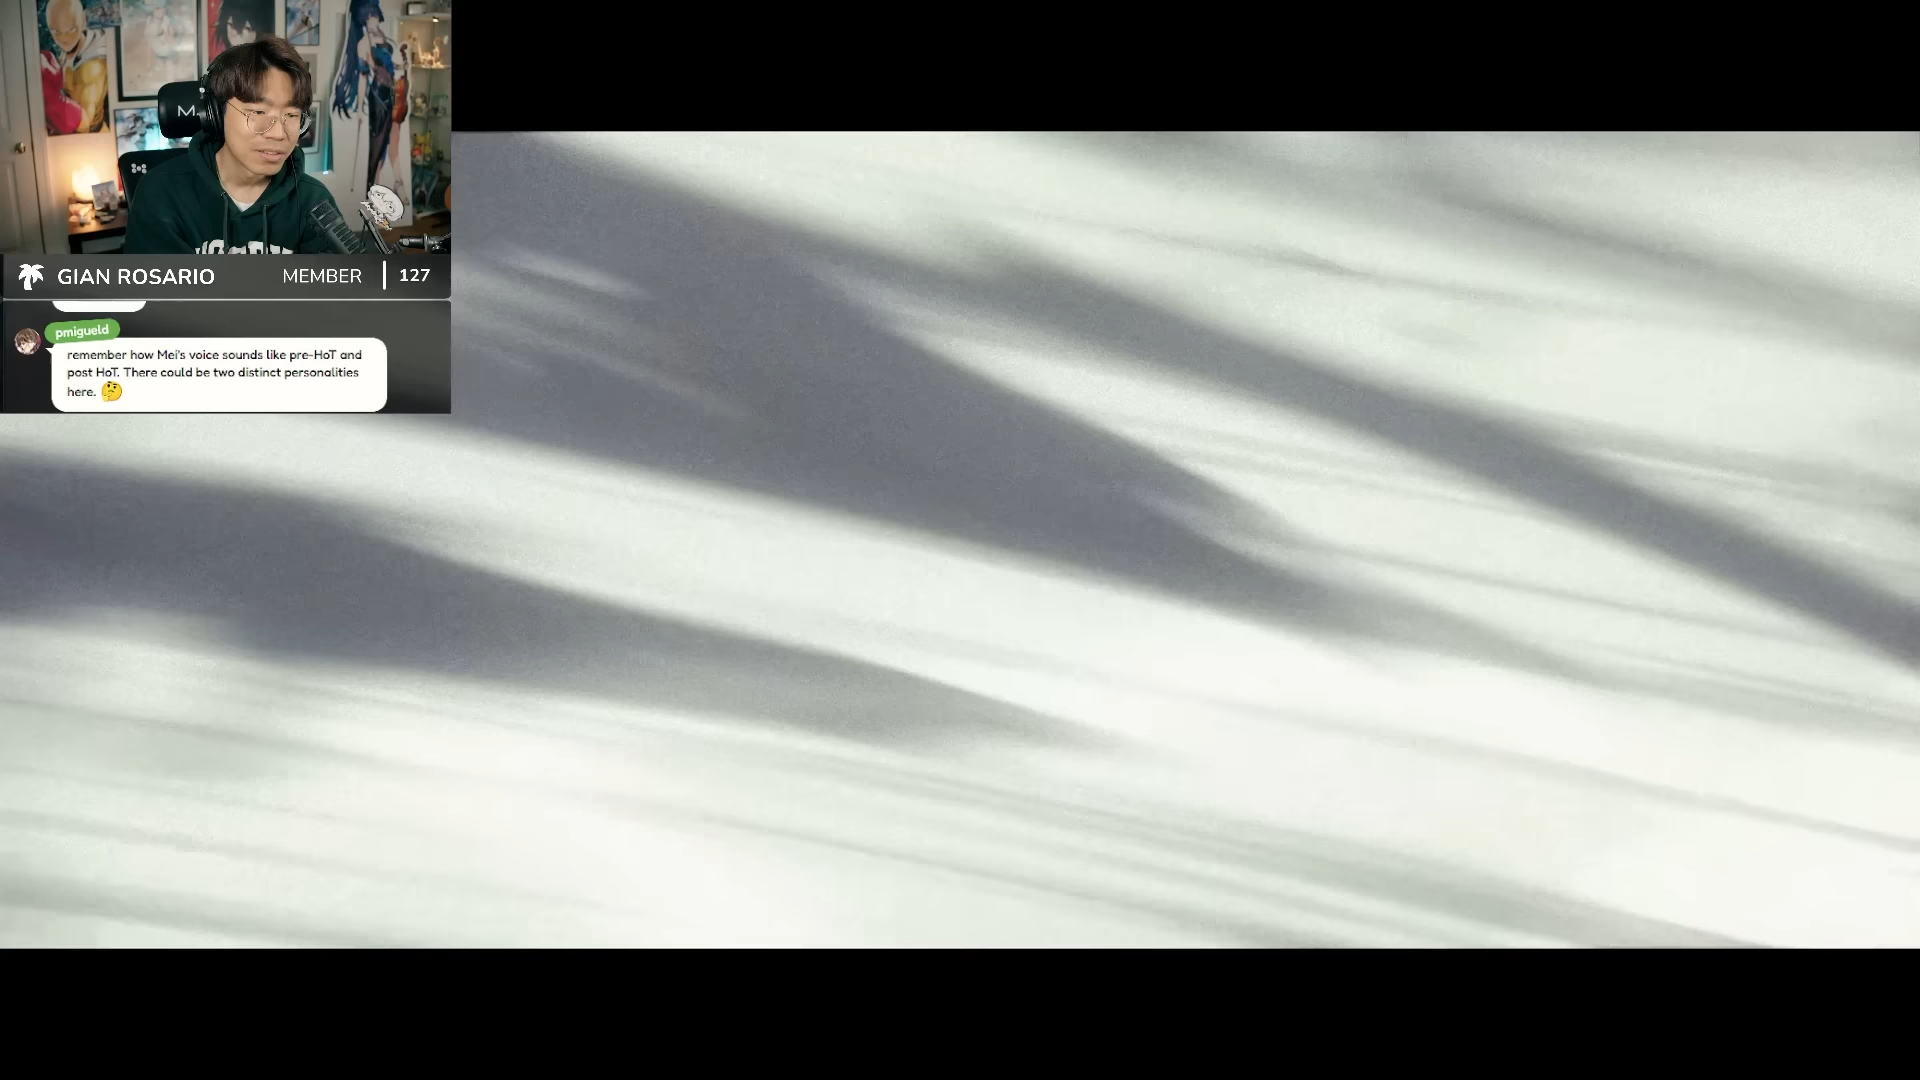 GIAN ROSARIO MEMBER 127
pmigueld
remember how Mei's voice sounds like pre-HoT and
post HoT. There could be two distinct personalities
here. 🤔